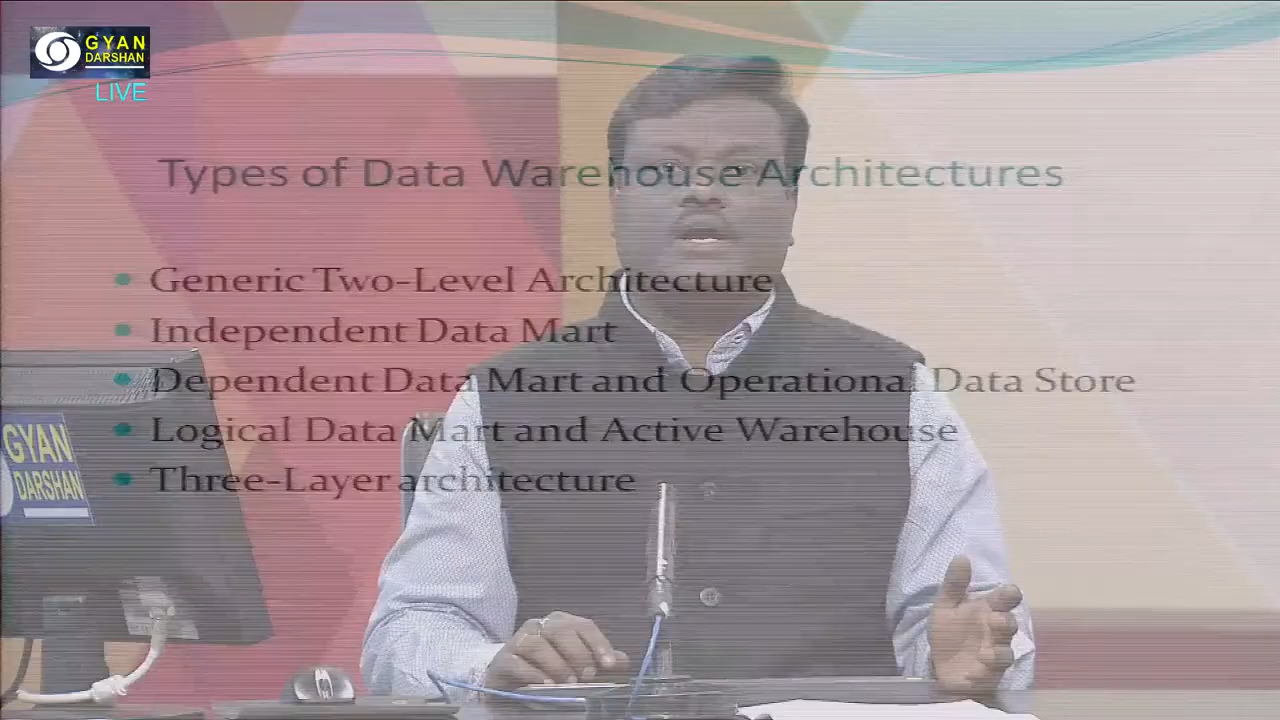 GYAN
DARSHAN
LIVE
Types of Data Warehouse Architectures
• Generic Two-Level Architecture
• Independent Data Mart
• Dependent Data Mart and Operational Data Store
• Logical Data Mart and Active Warehouse
• Three-Layer architecture
GYAN
DARSHAN